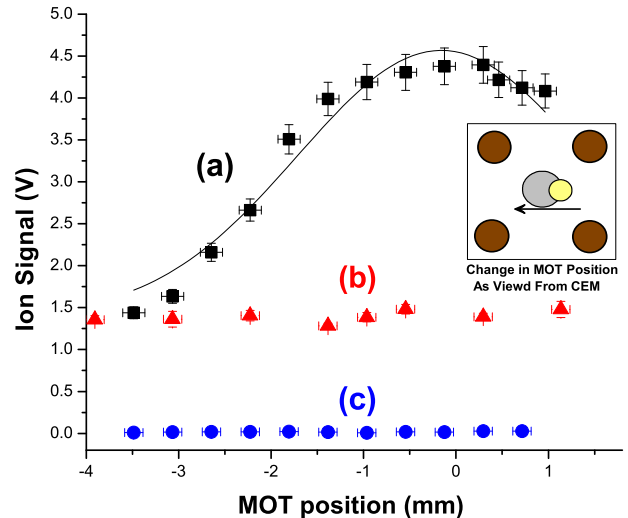 5.0
4.5
4.0
3.5
3.0
2.5
2.0
1.5
1.0
0.5
0.0
Ion Signal (V)
(a)
(b)
(c)
Change in MOT Position
As Viewd From CEM
-4 -3 -2 -1 0 1
MOT position (mm)